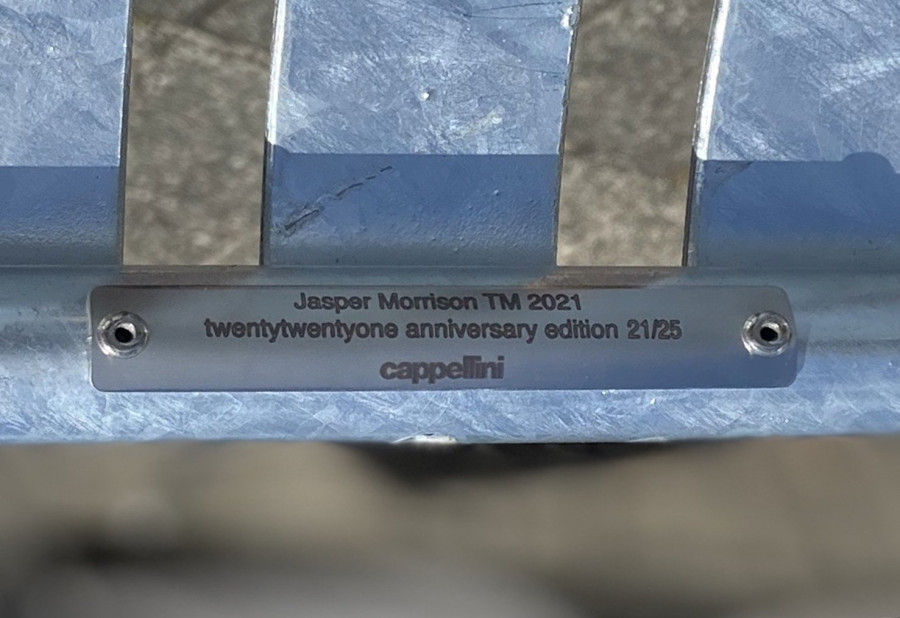 Jasper Morrison TM 2021
twentytwentyone anniversary edition 21/25
cappellini